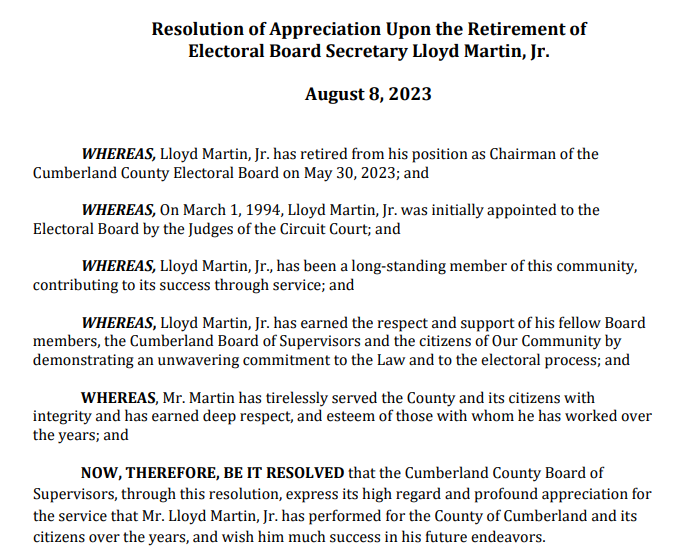 Resolution of Appreciation Upon the Retirement of
Electoral Board Secretary Lloyd Martin, Jr.
August 8, 2023
WHEREAS, Lloyd Martin, Jr. has retired from his position as Chairman of the
Cumberland County Electoral Board on May 30, 2023; and
WHEREAS, On March 1, 1994, Lloyd Martin, Jr. was initially appointed to the
Electoral Board by the Judges of the Circuit Court; and
WHEREAS, Lloyd Martin, Jr., has been a long-standing member of this community,
contributing to its success through service; and
WHEREAS, Lloyd Martin, Jr. has earned the respect and support of his fellow Board
members, the Cumberland Board of Supervisors and the citizens of Our Community by
demonstrating an unwavering commitment to the Law and to the electoral process; and
WHEREAS, Mr. Martin has tirelessly served the County and its citizens with
integrity and has earned deep respect, and esteem of those with whom he has worked over
the years; and
NOW, THEREFORE, BE IT RESOLVED that the Cumberland County Board of
Supervisors, through this resolution, express its high regard and profound appreciation for
the service that Mr. Lloyd Martin, Jr. has performed for the County of Cumberland and its
citizens over the years, and wish him much success in his future endeavors.